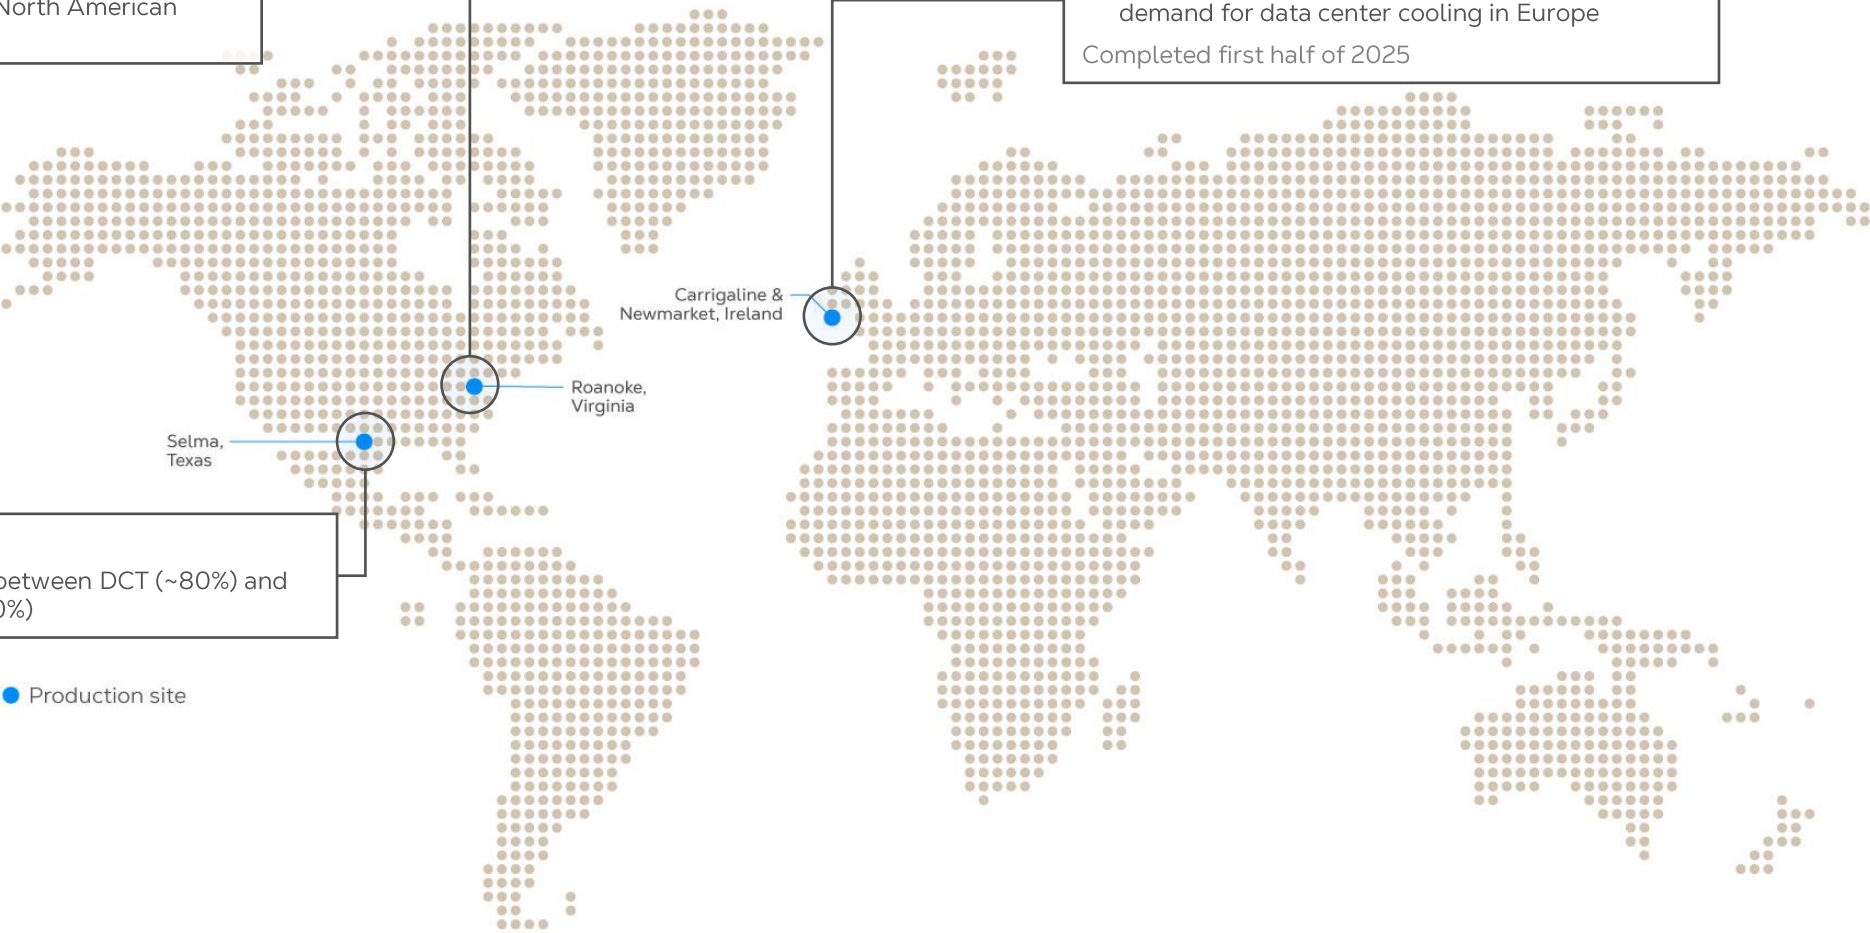 North American
demand for data center cooling in Europe
Completed first half of 2025
Carrigaline &
Newmarket, Ireland
Roanoke,
Virginia
Selma,
Texas
between DCT (~80%) and
0%)
Production site